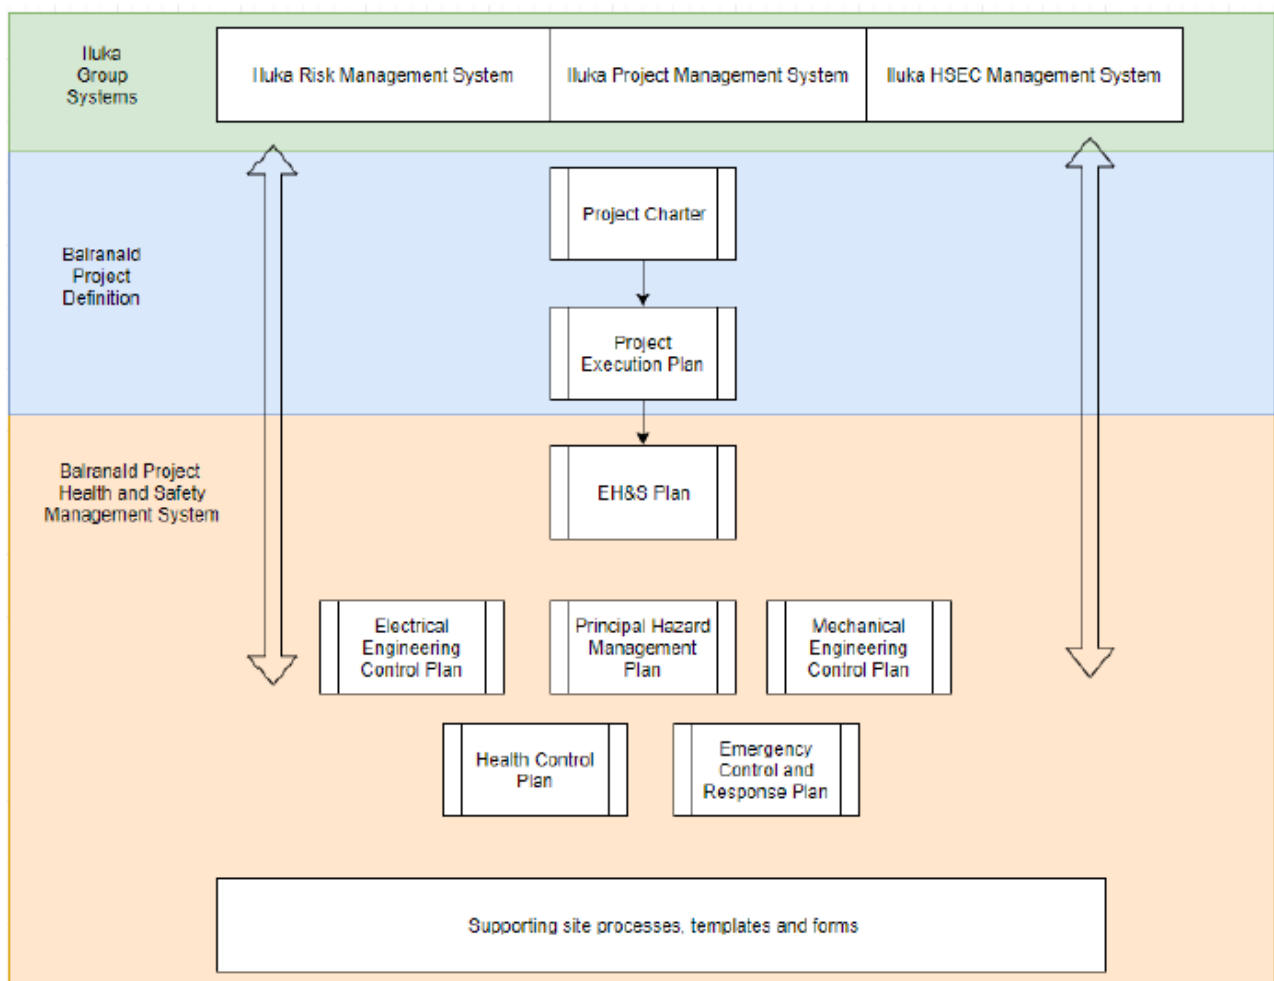 Iluka
Group
Systems
Iluka Risk Management System
Iluka Project Management System
Iluka HSEC Management System
Balranald
Project
Definition
Project Charter
Project
Execution Plan
Balranald Project
Health and Safety
Management System
EH&S Plan
Electrical
Engineering
Control Plan
Principal Hazard
Management
Plan
Mechanical
Engineering
Control Plan
Health Control
Plan
Emergency
Control and
Response Plan
Supporting site processes, templates and forms